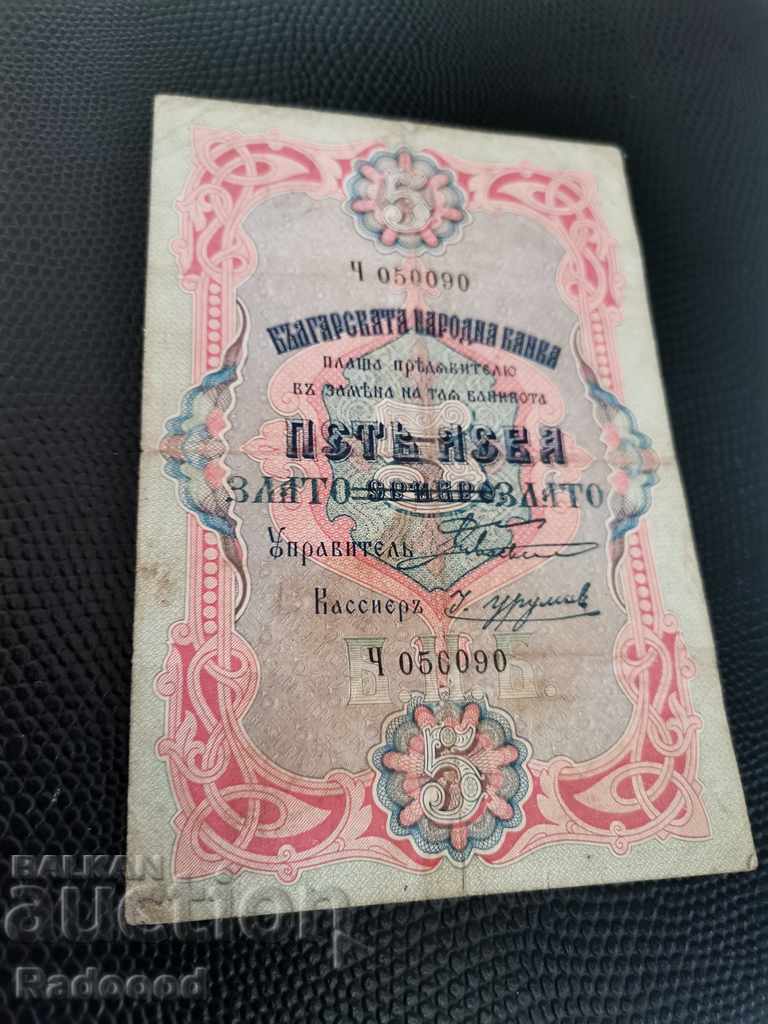 5
Ч 050090
БЪЛГАРСКАТА НАРОДНА БАНКА
ПЛАЩА ПРѢДѪВИТЕЛЮ
ВЪ ЗАМѢНА НА ТАЯ БАНКНОТА
ПЕТЬ ЛЕВА
ЗЛАТО СРЕБРО ЗЛАТО
Управитель
Кассиеръ
Ч 050090
Б.Н.Б.
5
BALKAN
auction
Radoood